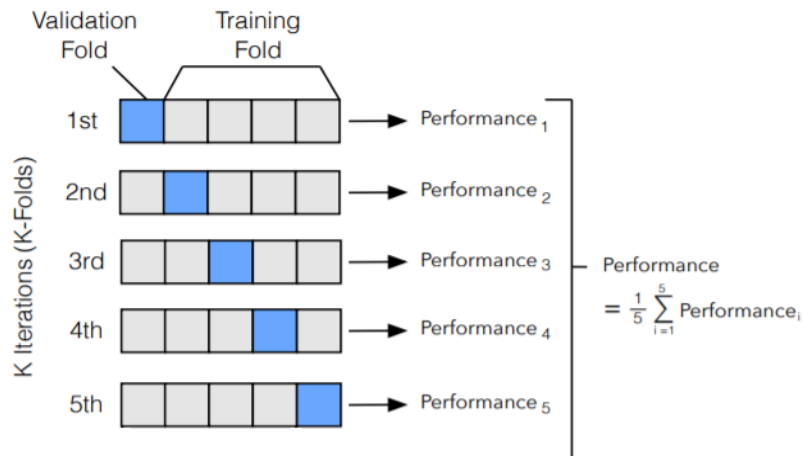 Validation
Fold
Training
Fold
K Iterations (K-Folds)
1st
Performance 1
2nd
Performance 2
3rd
Performance 3
4th
Performance 4
5th
Performance 5
Performance
= 1/5 5∑i=1 Performance i